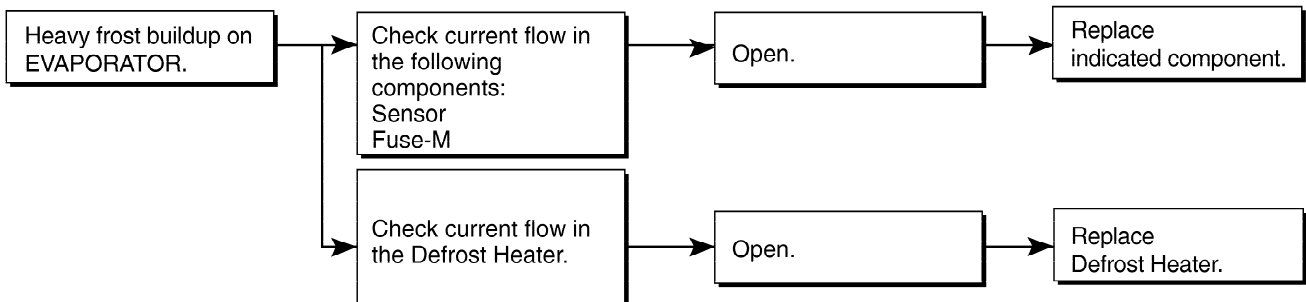 Heavy frost buildup on
EVAPORATOR.
Check current flow in
the following
components:
Sensor
Fuse-M
Open.
Replace
indicated component.
Check current flow in
the Defrost Heater.
Open.
Replace
Defrost Heater.